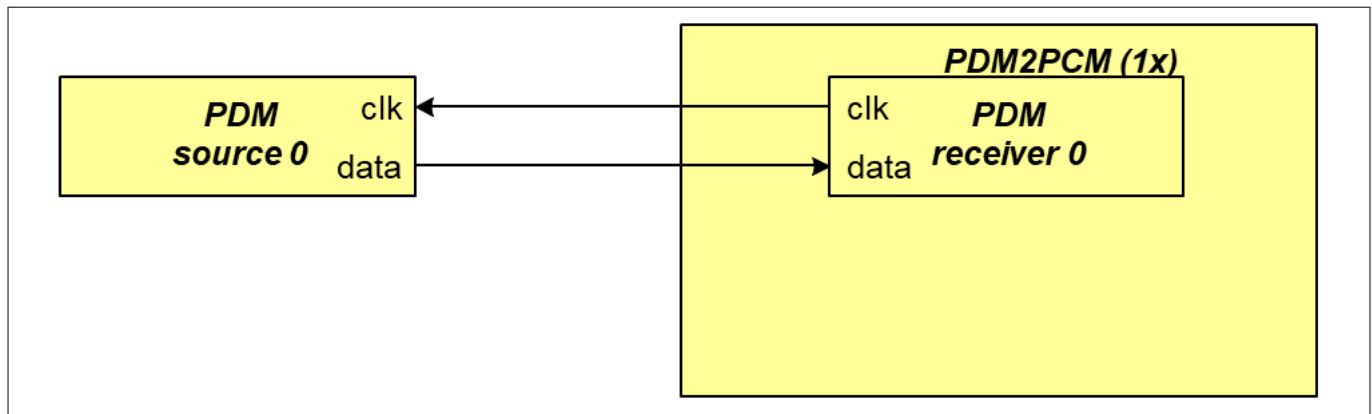 PDM2PCM (1x)
PDM
source 0
clk
data
clk
data
PDM
receiver 0